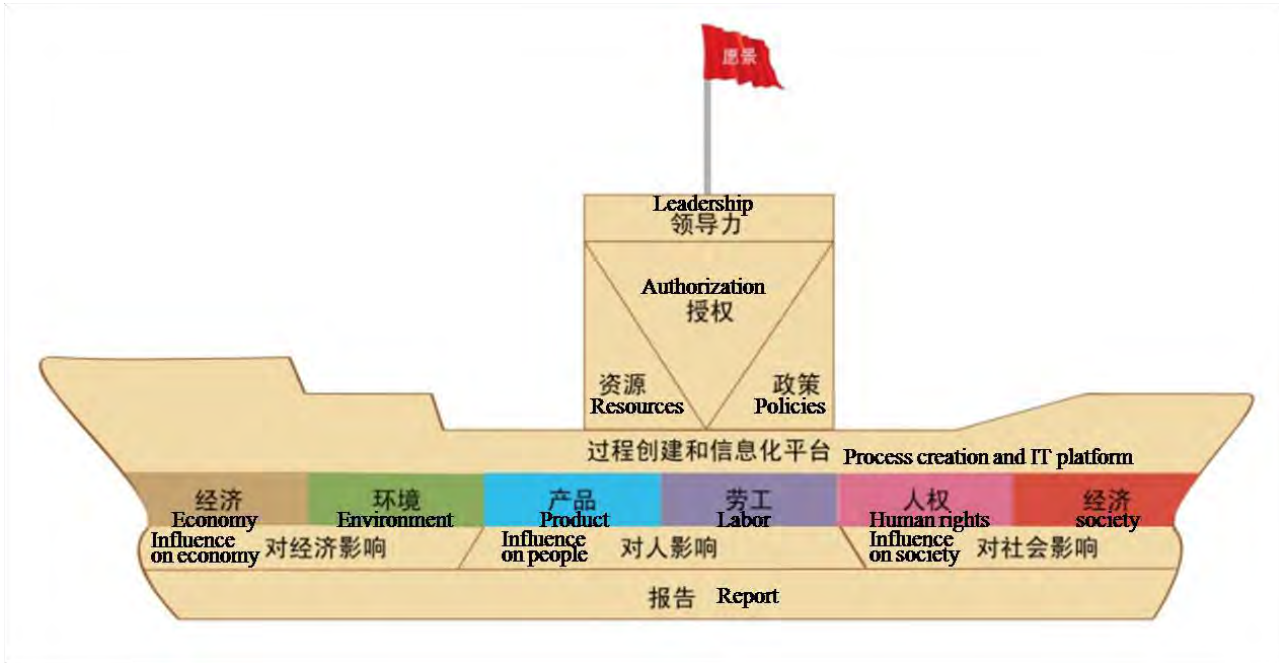 愿景
Leadership
领导力
Authorization
授权
资源
Resources
政策
Policies
过程创建和信息化平台 Process creation and IT platform
经济
Economy
环境
Environment
产品
Product
劳工
Labor
人权
Human rights
经济
society
Influence
on economy
对经济影响
Influence
on people
对人影响
Influence
on society
对社会影响
报告 Report